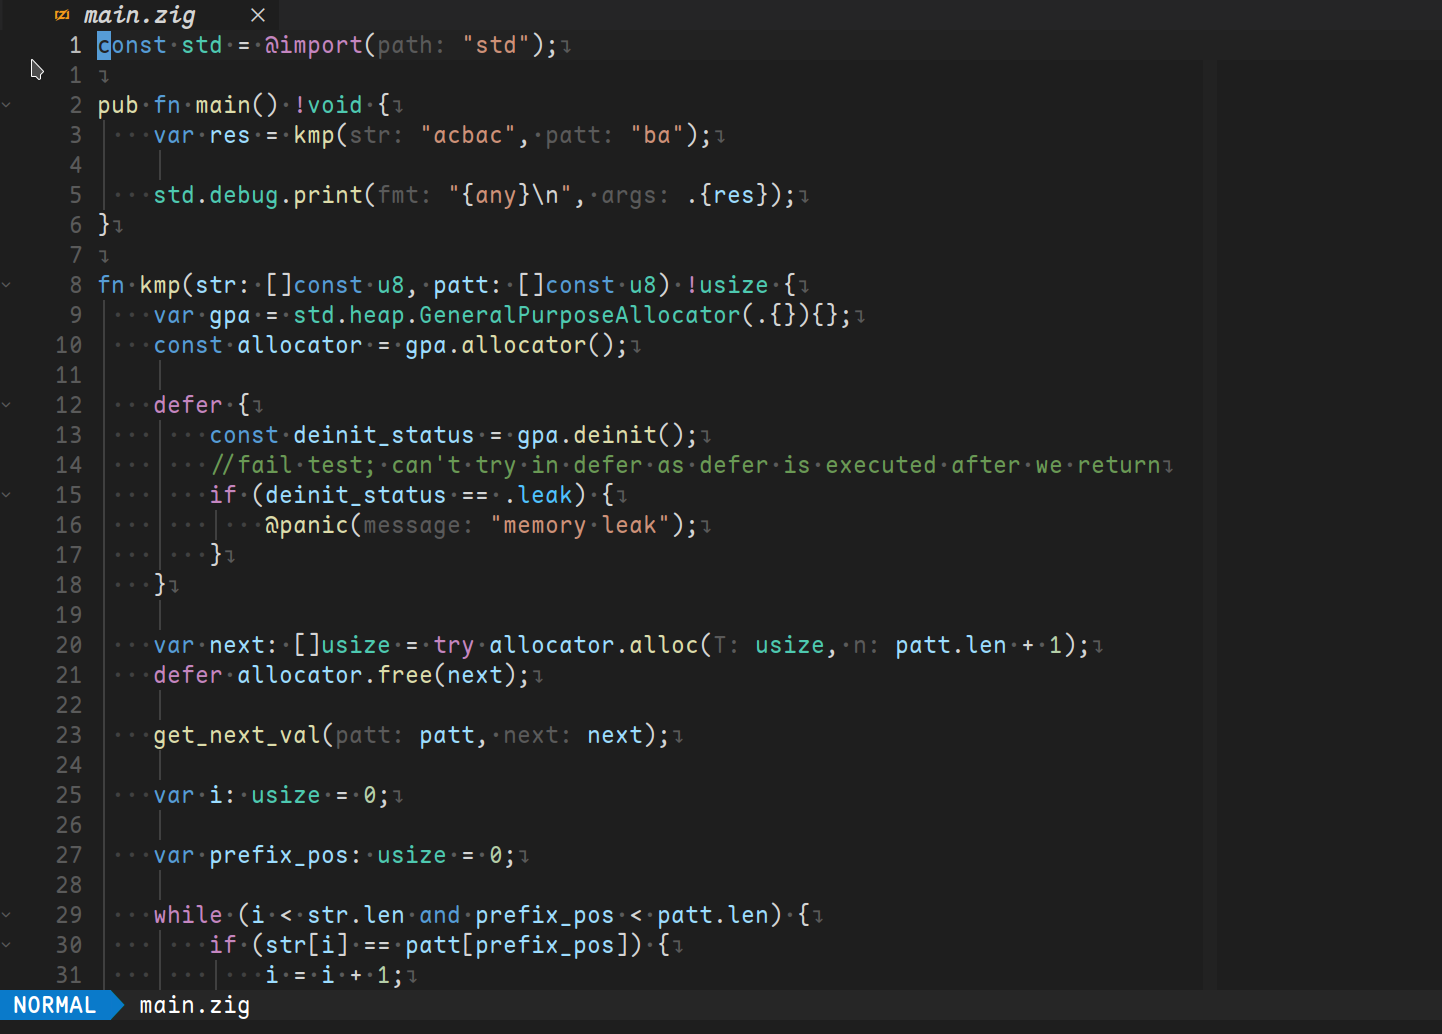 main.zig
1 const std = @import(path: "std");
1
2 pub fn main() !void {
3 var res = kmp(str: "acbac", patt: "ba");
4
5 std.debug.print(fmt: "{any}\n", args: .{res});
6 }
7
8 fn kmp(str: []const u8, patt: []const u8) !usize {
9 var gpa = std.heap.GeneralPurposeAllocator(.{}){};
10 const allocator = gpa.allocator();
11
12 defer {
13 const deinit_status = gpa.deinit();
14 //fail test; can't try in defer as defer is executed after we return
15 if (deinit_status == .leak) {
16 @panic(message: "memory leak");
17 }
18 }
19
20 var next: []usize = try allocator.alloc(T: usize, n: patt.len + 1);
21 defer allocator.free(next);
22
23 get_next_val(patt: patt, next: next);
24
25 var i: usize = 0;
26
27 var prefix_pos: usize = 0;
28
29 while (i < str.len and prefix_pos < patt.len) {
30 if (str[i] == patt[prefix_pos]) {
31 i = i + 1;
NORMAL main.zig